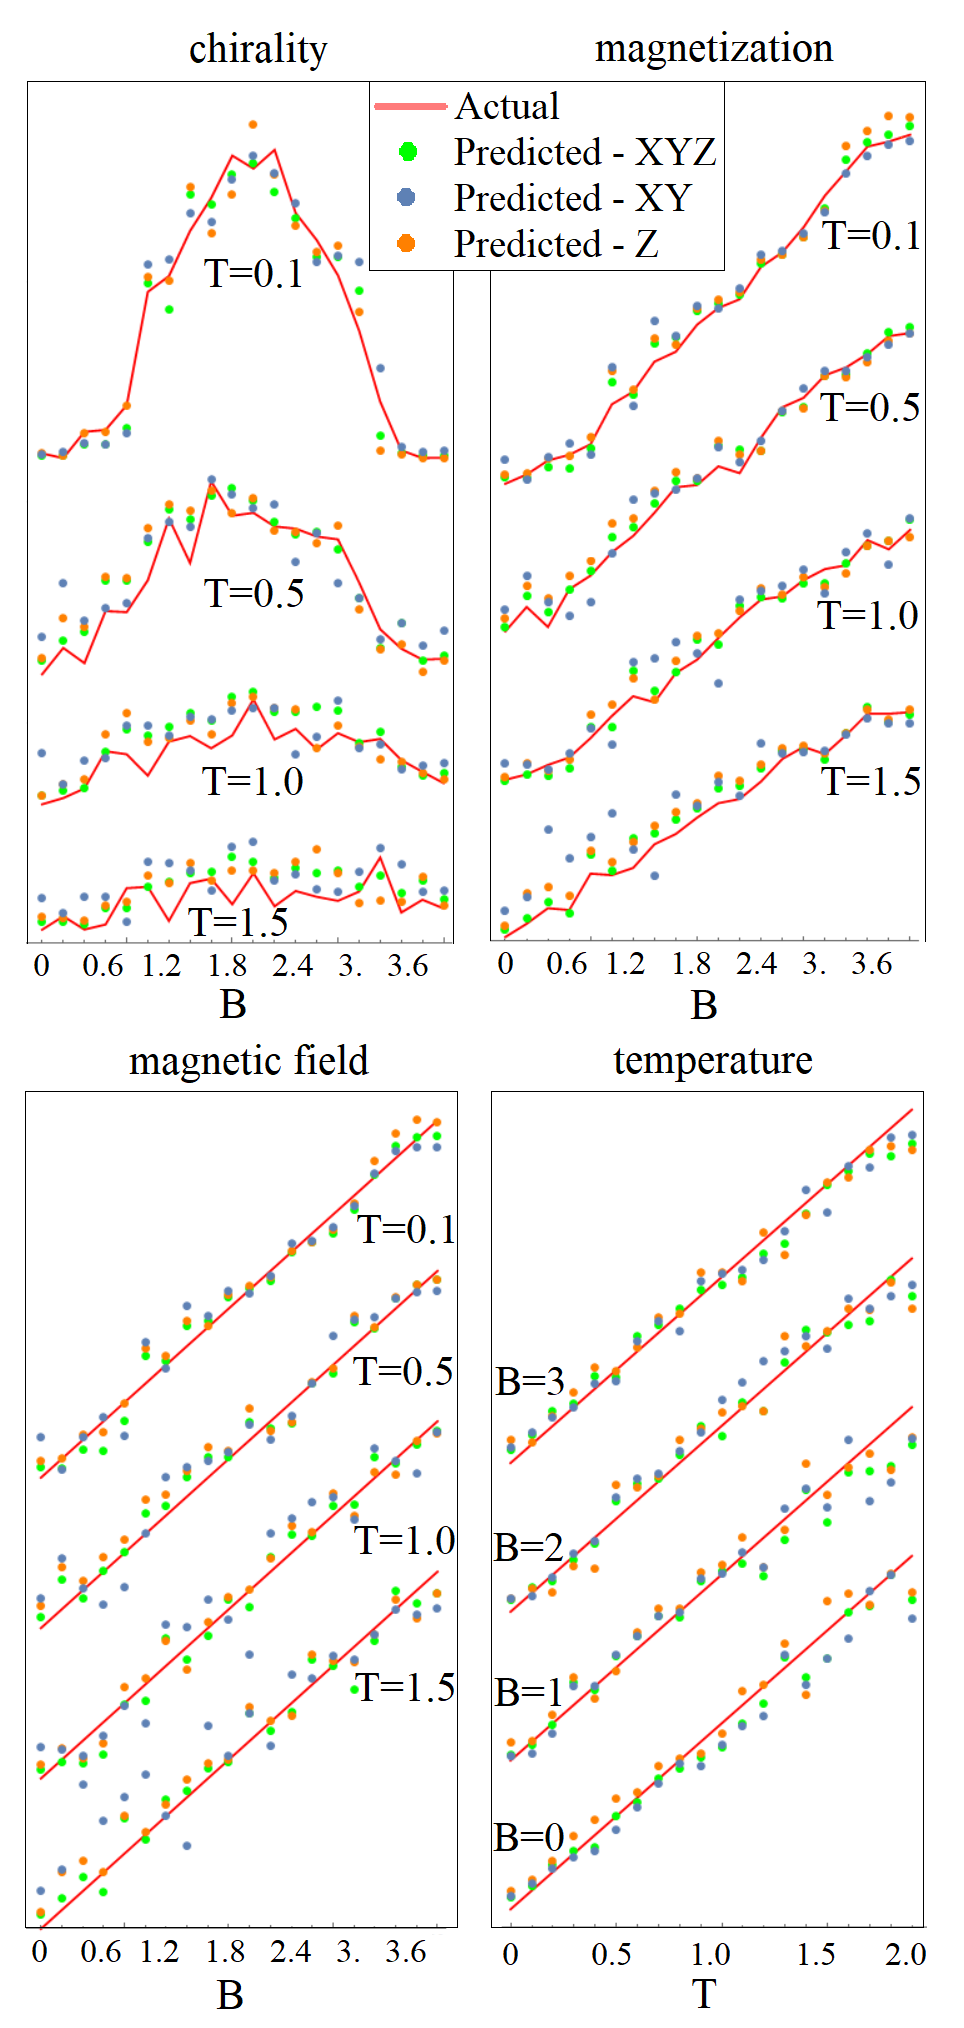 chirality
magnetization
Actual
Predicted - XYZ
Predicted - XY
Predicted - Z
T=0.1
T=0.5
T=1.0
T=1.5
0 0.6 1.2 1.8 2.4 3. 3.6
B
T=0.1
T=0.5
T=1.0
T=1.5
0 0.6 1.2 1.8 2.4 3. 3.6
B
magnetic field
temperature
T=0.1
T=0.5
T=1.0
T=1.5
0 0.6 1.2 1.8 2.4 3. 3.6
B
B=3
B=2
B=1
B=0
0 0.5 1.0 1.5 2.0
T